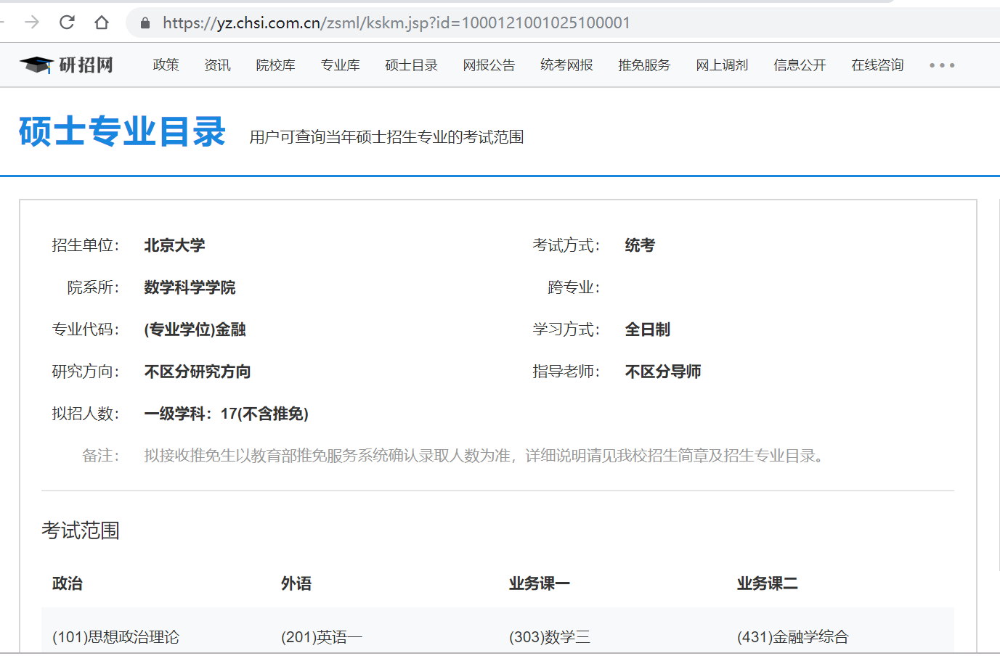 https://yz.chsi.com.cn/zsml/kskm.jsp?id=1000121001025100001
研招网 政策 资讯 院校库 专业库 硕士目录 网报公告 统考网报 推免服务 网上调剂 信息公开 在线咨询
硕士专业目录 用户可查询当年硕士招生专业的考试范围
招生单位： 北京大学 考试方式： 统考
院系所： 数学科学学院 跨专业：
专业代码： (专业学位)金融 学习方式： 全日制
研究方向： 不区分研究方向 指导老师： 不区分导师
拟招人数： 一级学科：17(不含推免)
备注： 拟接收推免生以教育部推免服务系统确认录取人数为准，详细说明请见我校招生简章及招生专业目录。
考试范围
政治 外语 业务课一 业务课二
(101)思想政治理论 (201)英语一 (303)数学三 (431)金融学综合